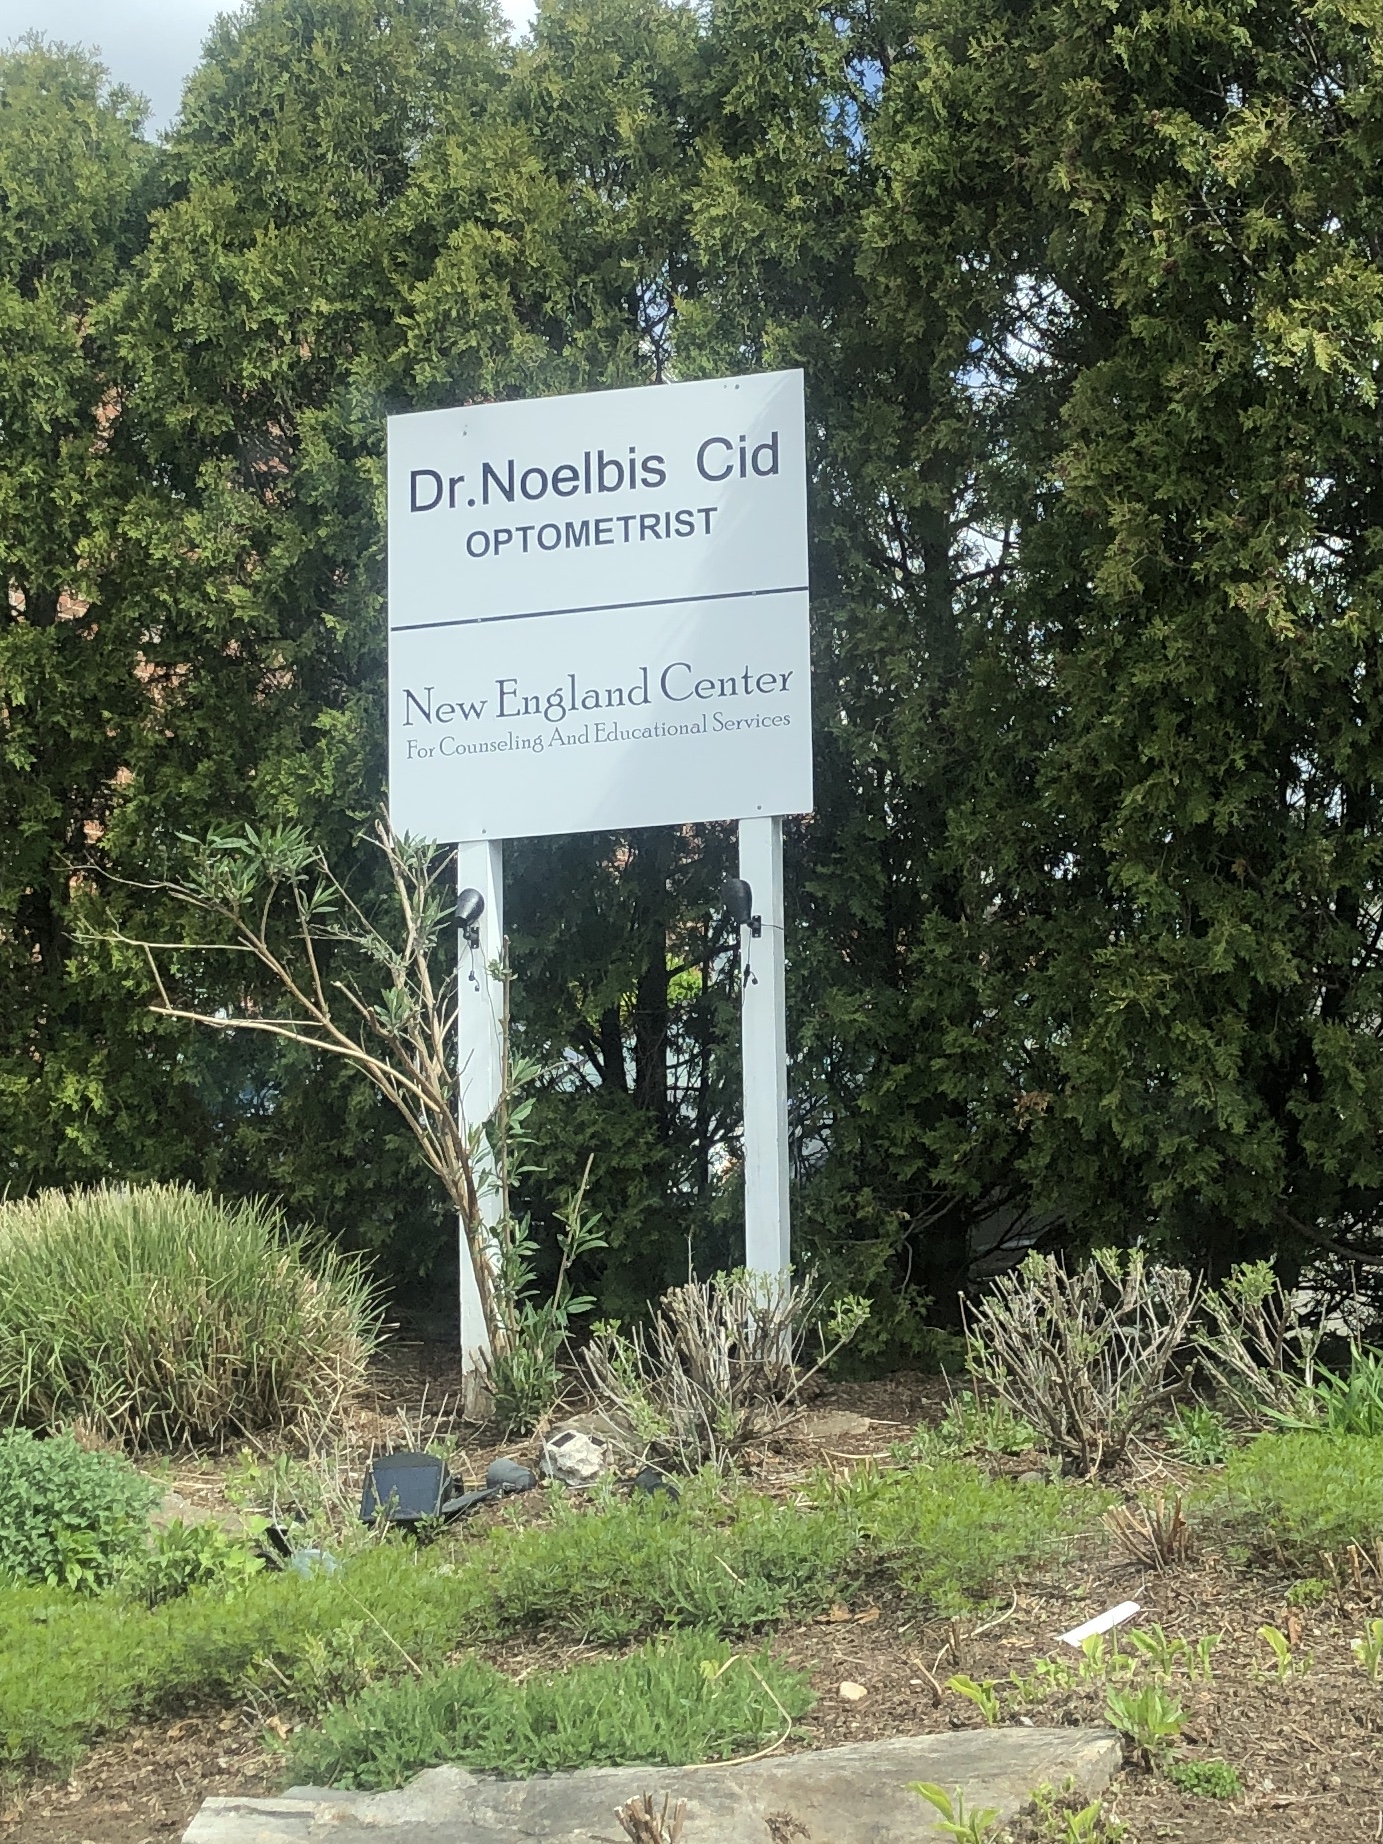 Dr.Noelbis Cid
OPTOMETRIST
New England Center
For Counseling And Educational Services